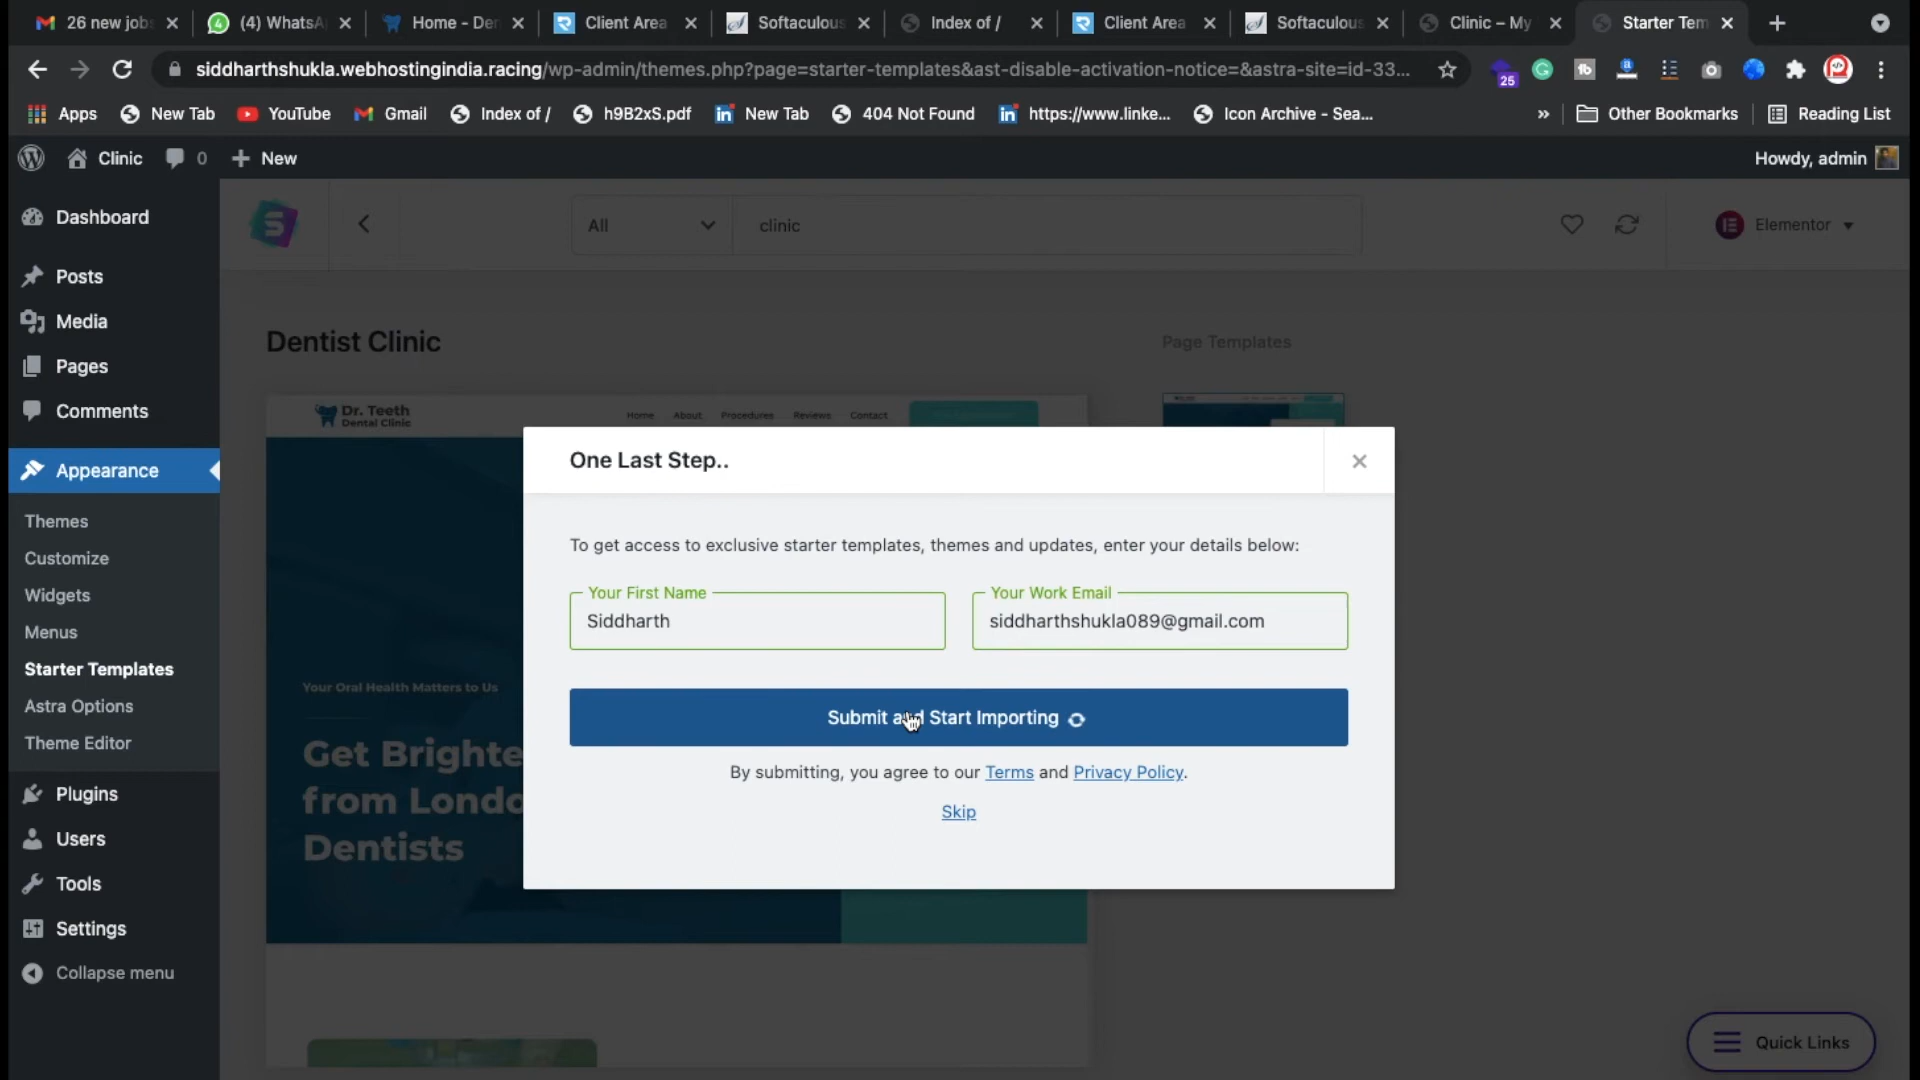 26 new jobs
(4) WhatsA
Home - Den
Client Area
Softaculous
Index of /
Client Area
Softaculous
Clinic – My
Starter Tem
siddharthshukla.webhostingindia.racing/wp-admin/themes.php?page=starter-templates&ast-disable-activation-notice=&astra-site=id-33...
25
Apps
New Tab
YouTube
Gmail
Index of /
h9B2xS.pdf
New Tab
404 Not Found
https://www.linke...
Icon Archive - Sea...
»
Other Bookmarks
Reading List
Clinic
0
New
Howdy, admin
Dashboard
Posts
Media
Pages
Comments
Appearance
Themes
Customize
Widgets
Menus
Starter Templates
Astra Options
Theme Editor
Plugins
Users
Tools
Settings
Collapse menu
All
clinic
Elementor
Dentist Clinic
Page Templates
Dr. Teeth
Dental Clinic
Home
About
Procedures
Reviews
Contact
Your Oral Health Matters to Us
Get Brighte
from Londo
Dentists
One Last Step..
To get access to exclusive starter templates, themes and updates, enter your details below:
Your First Name
Siddharth
Your Work Email
siddharthshukla089@gmail.com
Submit and Start Importing
By submitting, you agree to our Terms and Privacy Policy.
Skip
Quick Links